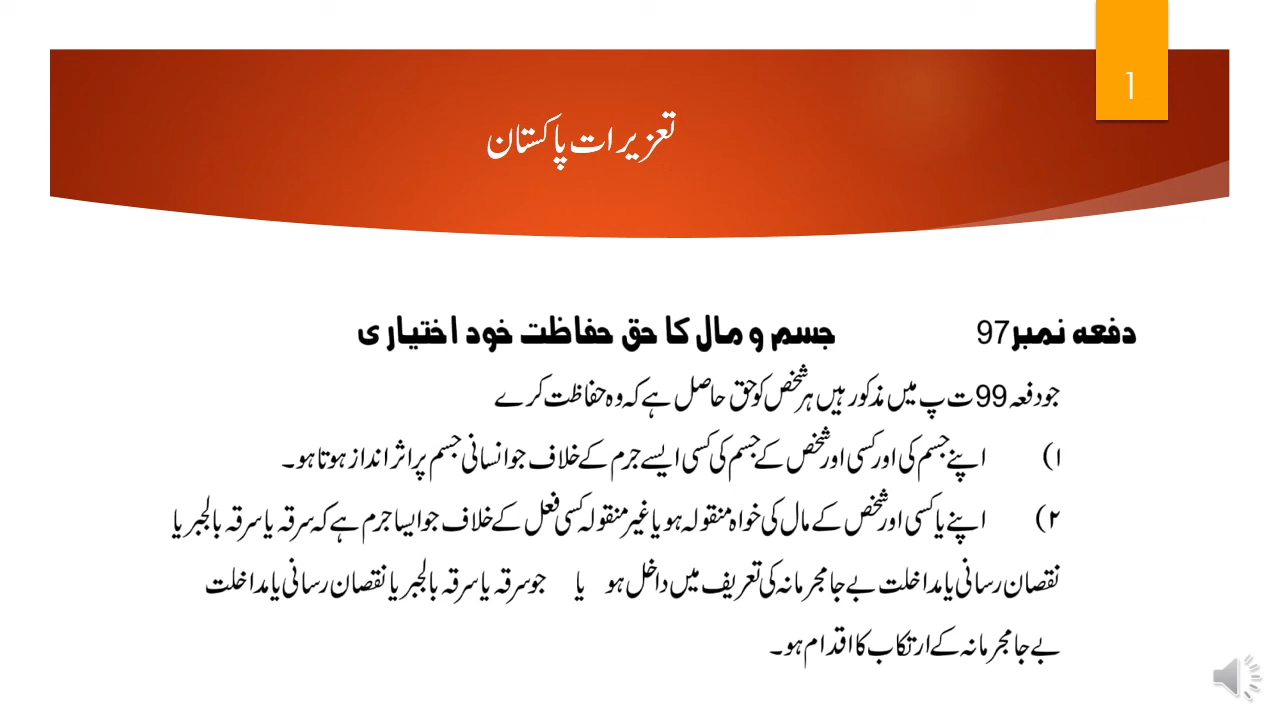 1
تعزیرات پاکستان
دفعہ نمبر97 جسم و مال کا حق حفاظت خود اختیاری
جو دفعہ 99 ت پ میں مذکور ہیں ہر شخص کو حق حاصل ہے کہ وہ حفاظت کرے
۱) اپنے جسم کی اور کسی اور شخص کے جسم کی کسی ایسے جرم کے خلاف جو انسانی جسم پر اثر انداز ہوتا ہو۔
۲) اپنے یا کسی اور شخص کے مال کی خواہ منقولہ ہو یا غیر منقولہ کسی فعل کے خلاف جو ایسا جرم ہے کہ سرقہ یا سرقہ بالجبر یا
نقصان رسانی یا مداخلت بے جا مجرمانہ کی تعریف میں داخل ہو یا جو سرقہ یا سرقہ بالجبر یا نقصان رسانی یا مداخلت
بے جا مجرمانہ کے ارتکاب کا اقدام ہو۔